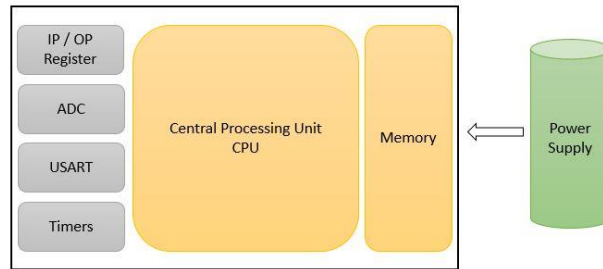 IP / OP
Register
ADC
USART
Timers
Central Processing Unit
CPU
Memory
Power
Supply